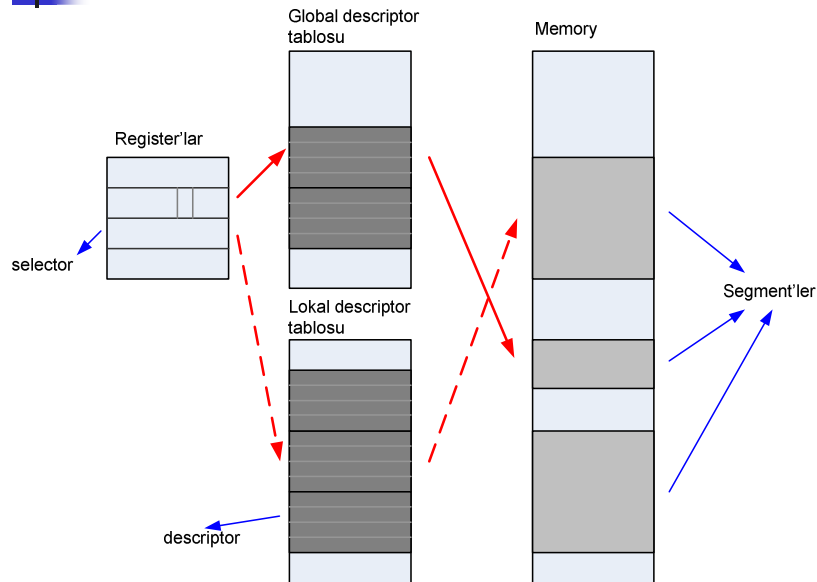 Global descriptor
tablosu
Memory
Register'lar
selector
Lokal descriptor
tablosu
Segment'ler
descriptor